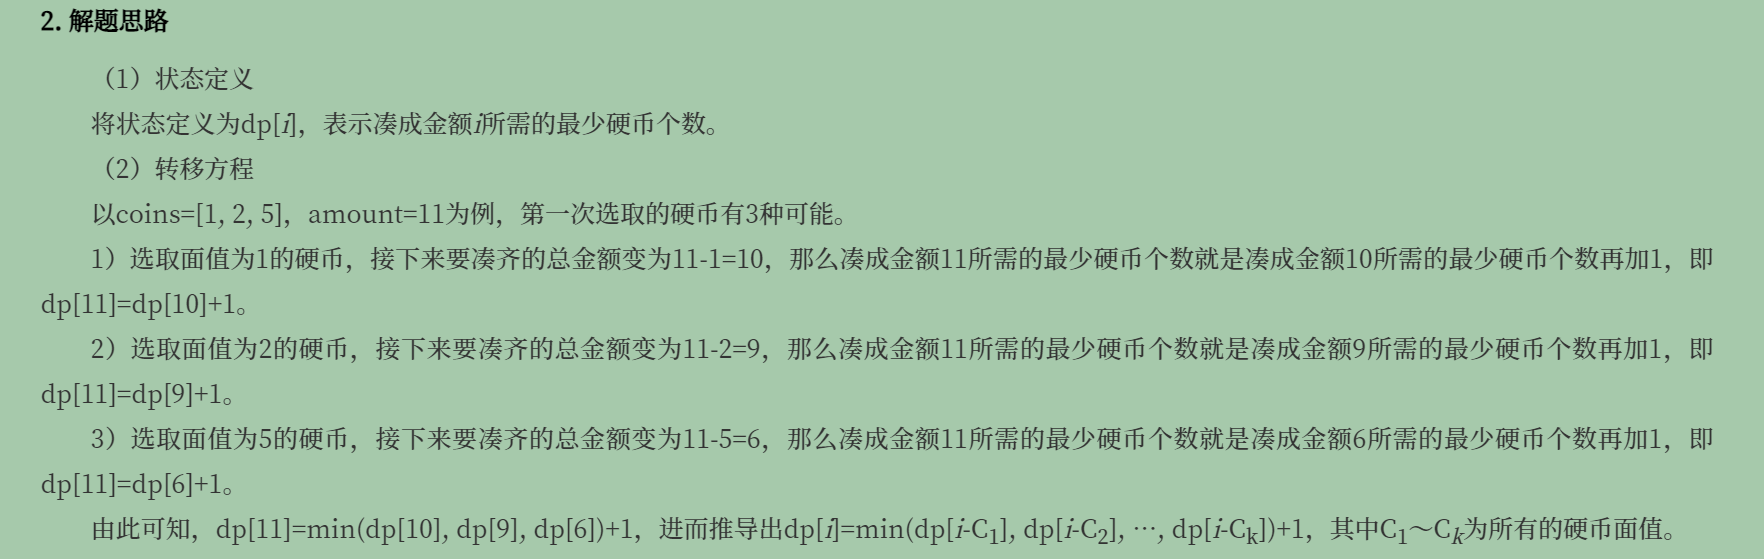 2. 解题思路
（1）状态定义
将状态定义为dp[i]，表示凑成金额i所需的最少硬币个数。
（2）转移方程
以coins=[1, 2, 5]，amount=11为例，第一次选取的硬币有3种可能。
1）选取面值为1的硬币，接下来要凑齐的总金额变为11-1=10，那么凑成金额11所需的最少硬币个数就是凑成金额10所需的最少硬币个数再加1，即
dp[11]=dp[10]+1。
2）选取面值为2的硬币，接下来要凑齐的总金额变为11-2=9，那么凑成金额11所需的最少硬币个数就是凑成金额9所需的最少硬币个数再加1，即
dp[11]=dp[9]+1。
3）选取面值为5的硬币，接下来要凑齐的总金额变为11-5=6，那么凑成金额11所需的最少硬币个数就是凑成金额6所需的最少硬币个数再加1，即
dp[11]=dp[6]+1。
由此可知，dp[11]=min(dp[10], dp[9], dp[6])+1，进而推导出dp[i]=min(dp[i-C₁], dp[i-C₂], …, dp[i-Cₖ])+1，其中C₁～Cₖ为所有的硬币面值。